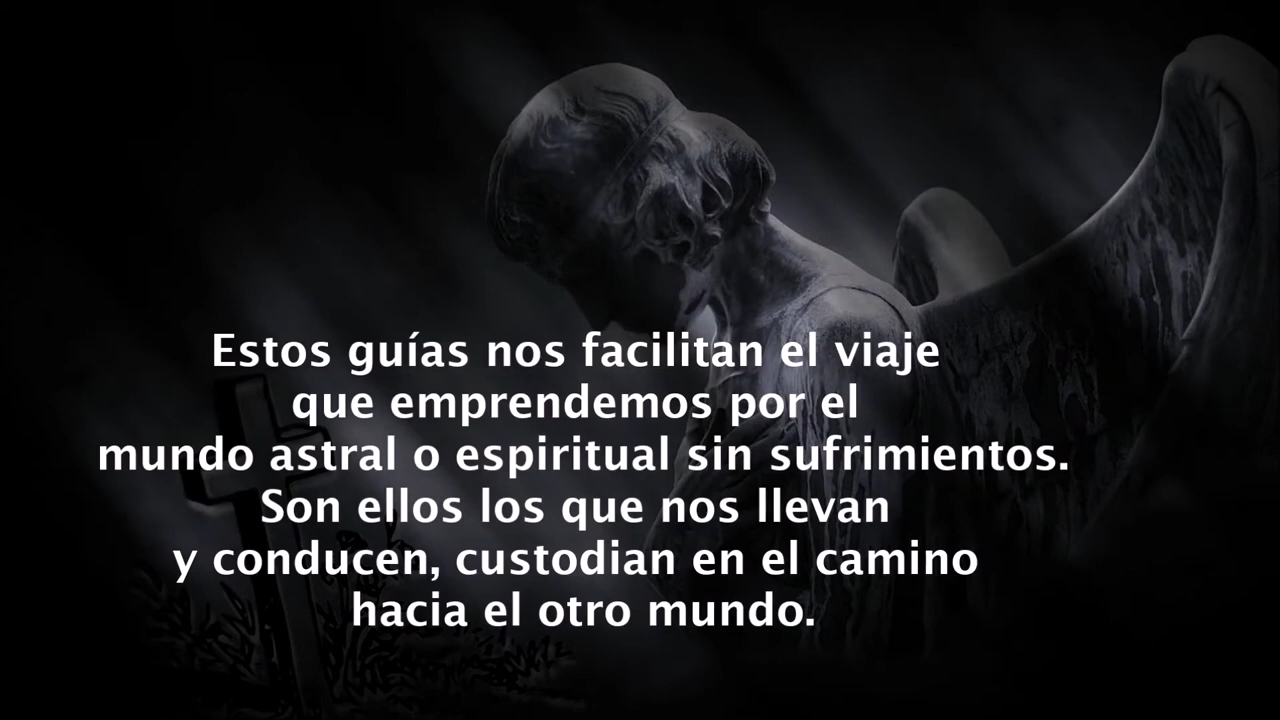 Estos guías nos facilitan el viaje
que emprendemos por el
mundo astral o espiritual sin sufrimientos.
Son ellos los que nos llevan
y conducen, custodian en el camino
hacia el otro mundo.